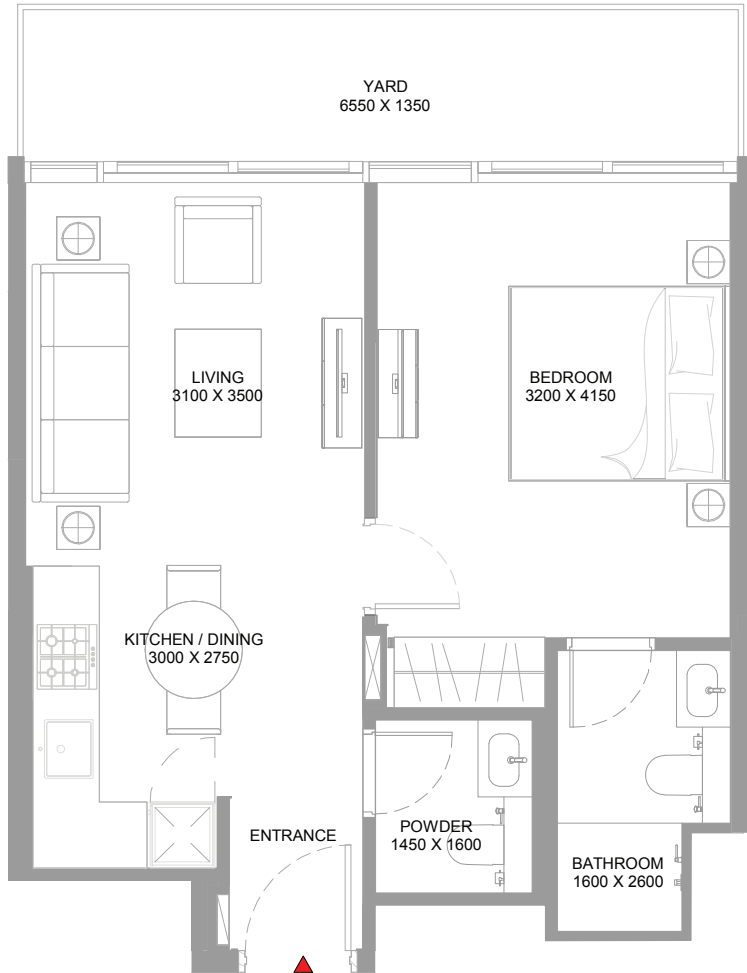 YARD
6550 X 1350
LIVING
3100 X 3500
BEDROOM
3200 X 4150
KITCHEN / DINING
3000 X 2750
ENTRANCE
POWDER
1450 X 1600
BATHROOM
1600 X 2600